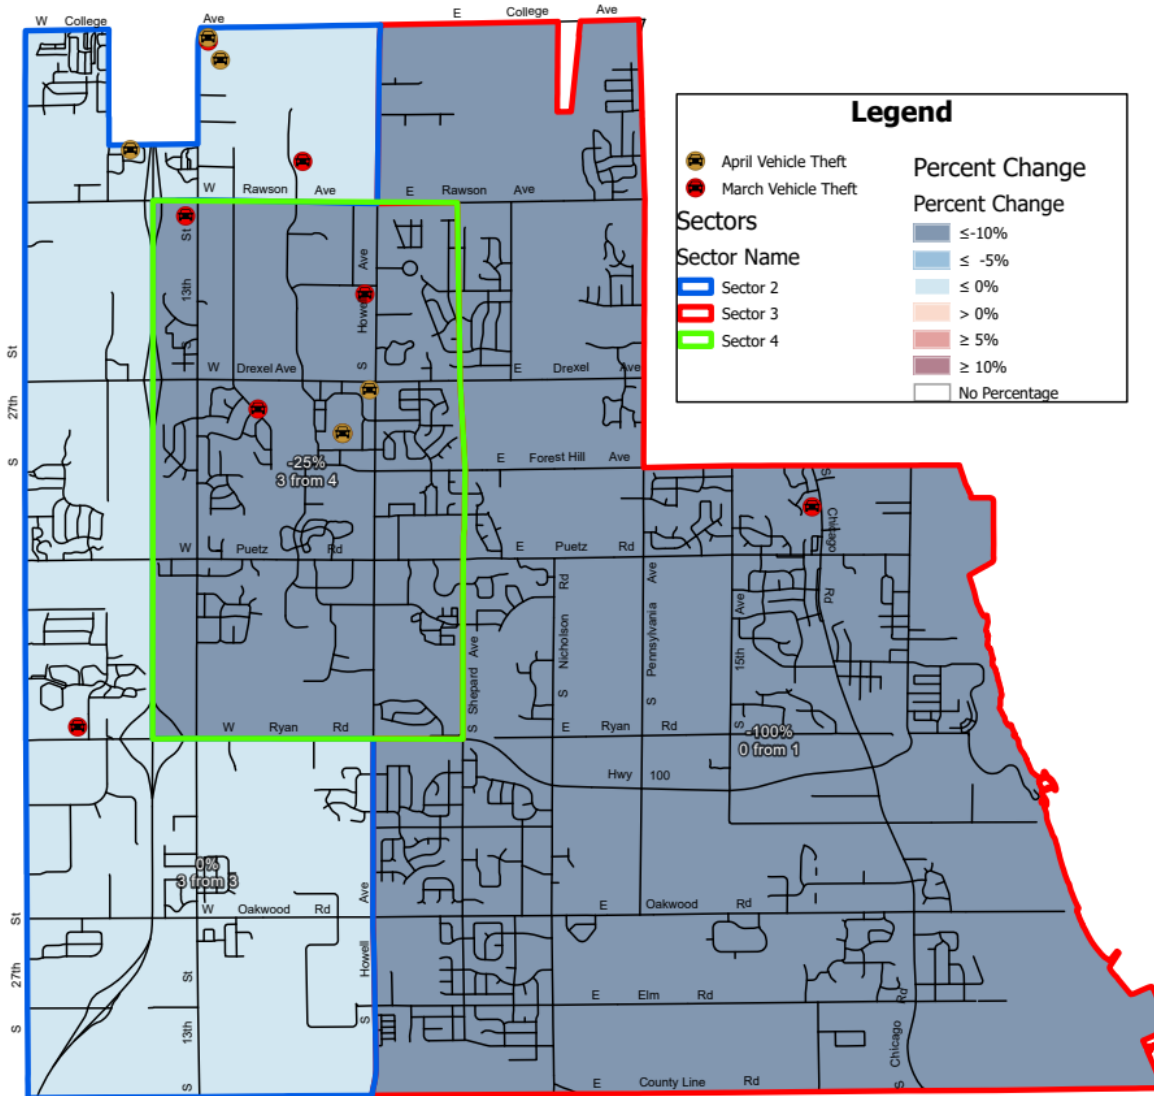 W College Ave
E College Ave
Legend
April Vehicle Theft
March Vehicle Theft
Sectors
Sector Name
Sector 2
Sector 3
Sector 4
Percent Change
Percent Change
≤-10%
≤ -5%
≤ 0%
> 0%
≥ 5%
≥ 10%
No Percentage
W Rawson Ave
E Rawson Ave
S 13th St
S Howell Ave
S 27th St
W Drexel Ave
E Drexel Ave
E Forest Hill Ave
-25%
3 from 4
S Chicago Rd
W Puetz Rd
E Puetz Rd
S Shepard Ave
S Nicholson Rd
S Pennsylvania Ave
S 15th Ave
W Ryan Rd
E Ryan Rd
-100%
0 from 1
Hwy 100
0%
3 from 3
W Oakwood Rd
E Oakwood Rd
S 27th St
S 13th St
S Howell Ave
E Elm Rd
S Chicago Rd
E County Line Rd